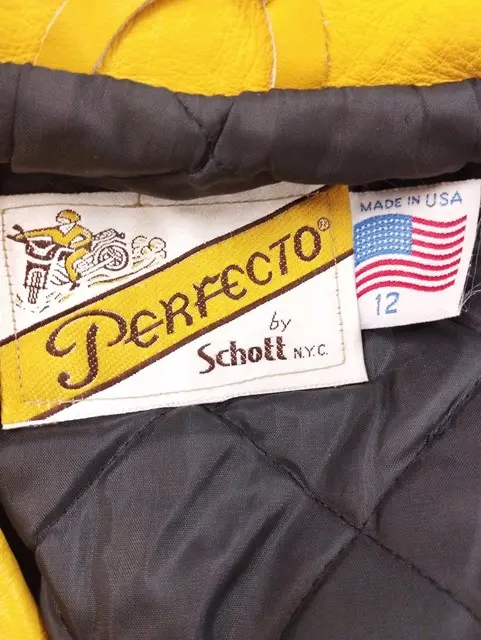 PERFECTO®
by
Schott N.Y.C.
MADE IN USA
12